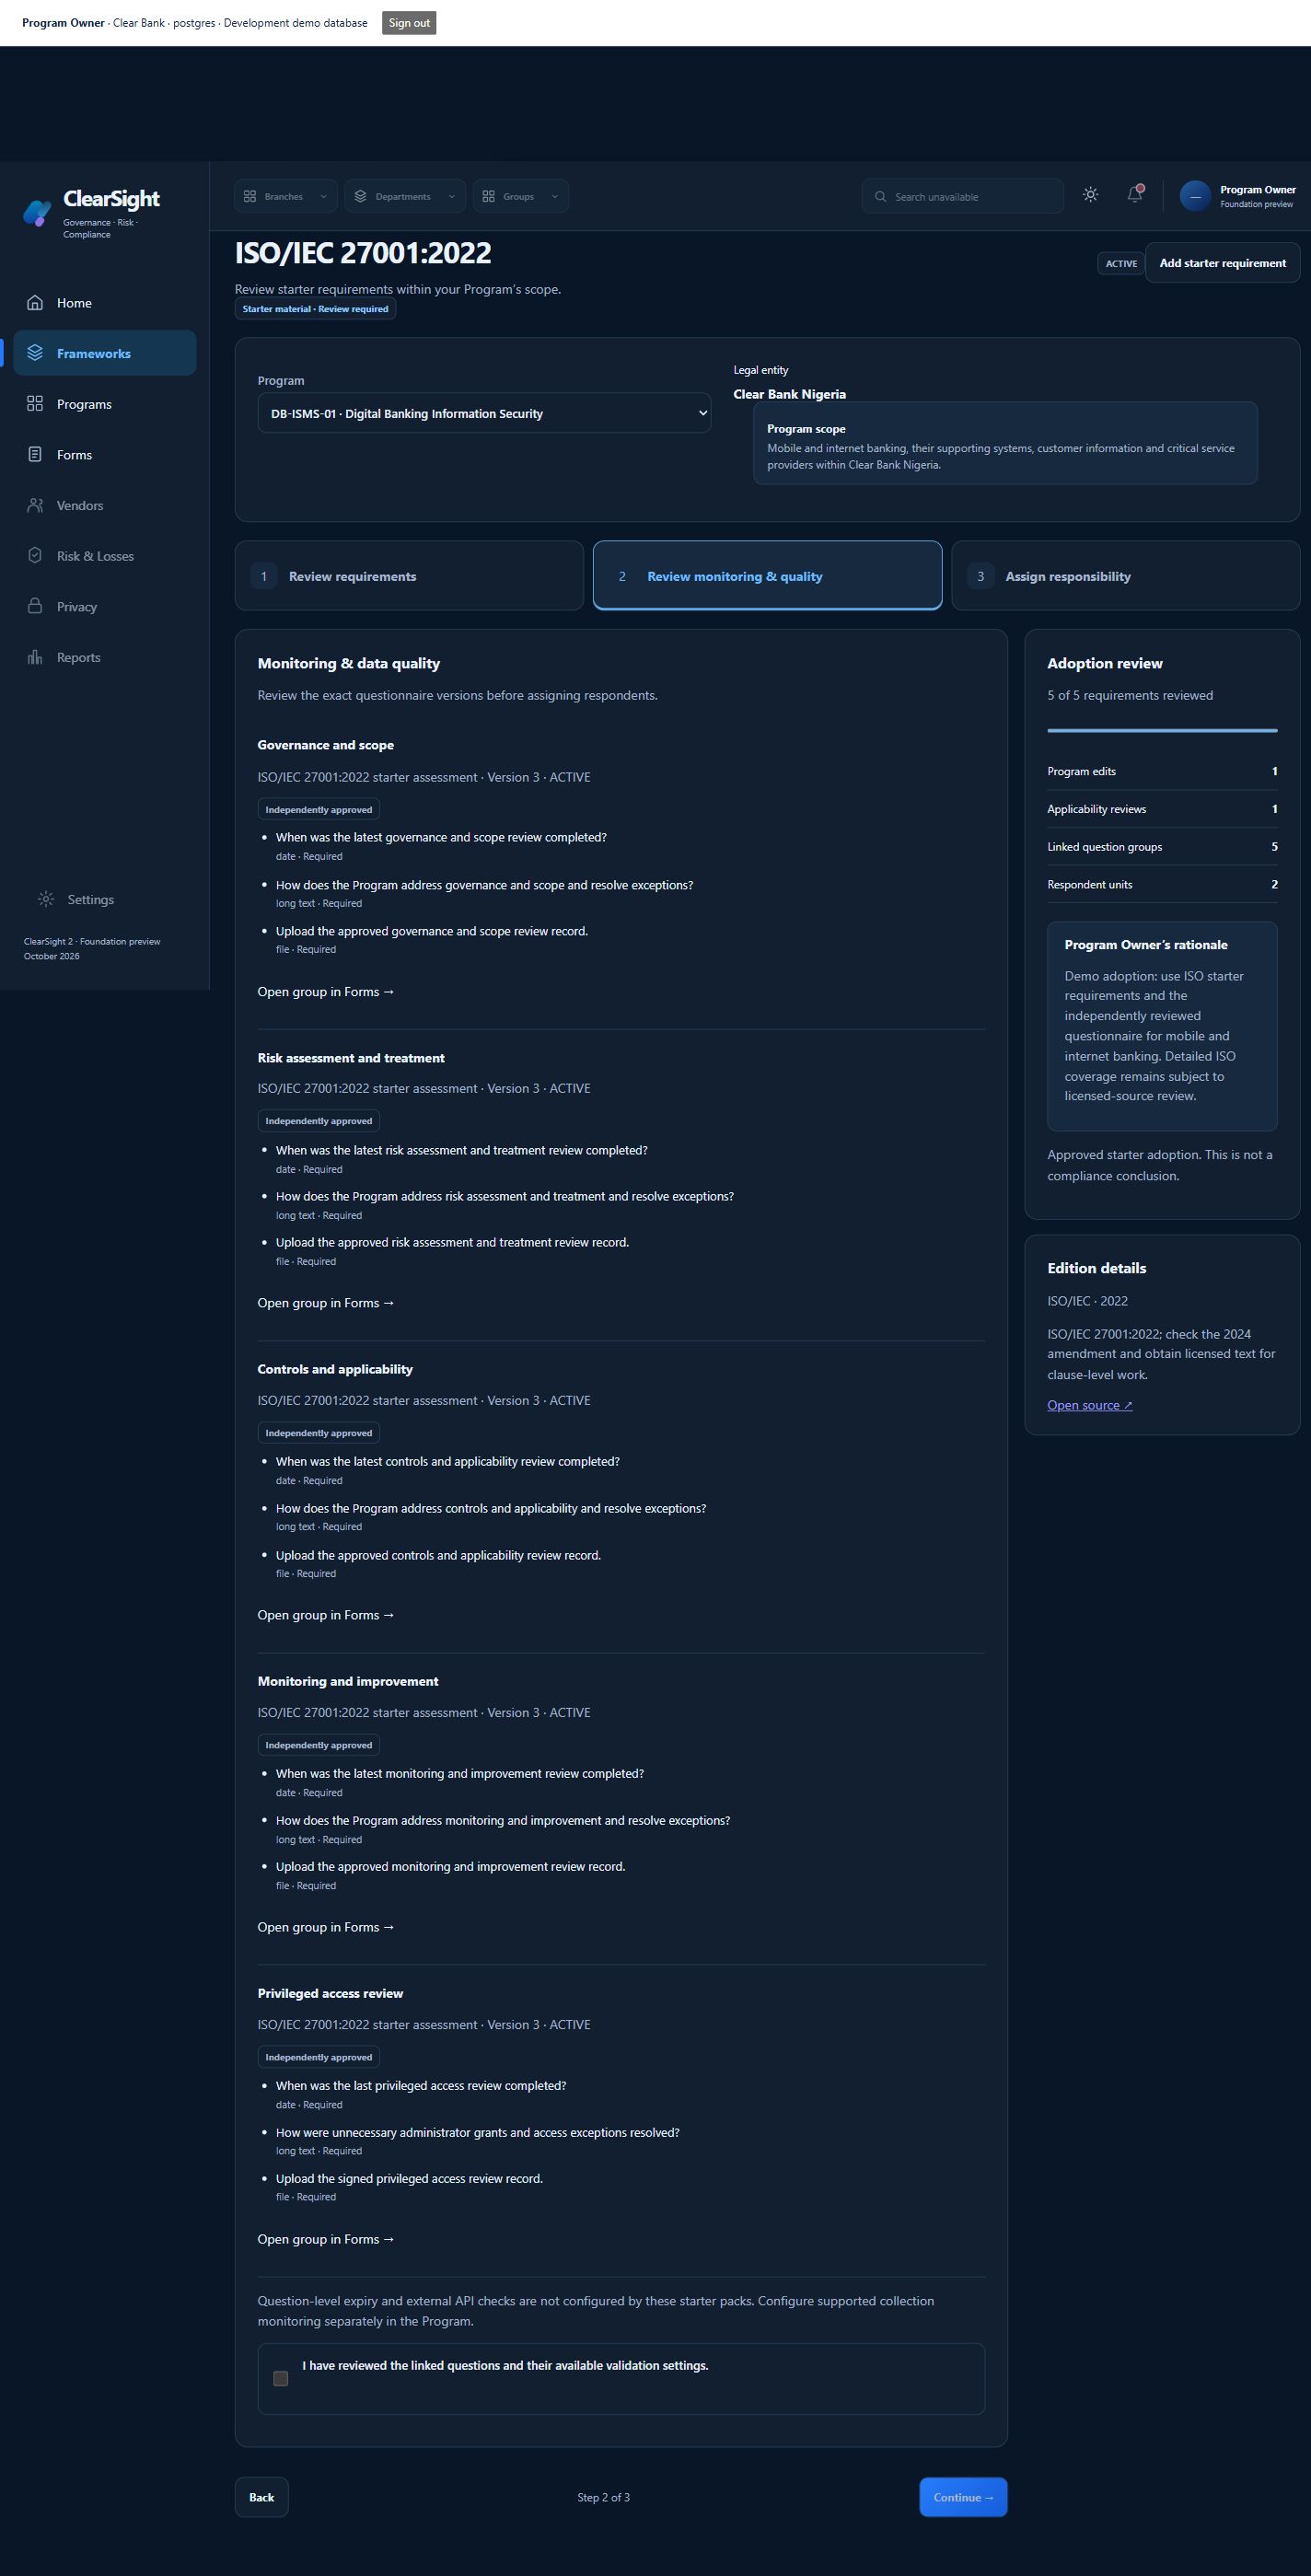 Program Owner · Clear Bank · postgres · Development demo database
Sign out
ClearSight
Governance · Risk ·
Compliance
Home
Frameworks
Programs
Forms
Vendors
Risk & Losses
Privacy
Reports
Settings
ClearSight 2 · Foundation preview
October 2026
Branches
Departments
Groups
Search unavailable
Program Owner
Foundation preview
ISO/IEC 27001:2022
Review starter requirements within your Program's scope.
Starter material · Review required
ACTIVE
Add starter requirement
Program
DB-ISMS-01 · Digital Banking Information Security
Legal entity
Clear Bank Nigeria
Program scope
Mobile and internet banking, their supporting systems, customer information and critical service
providers within Clear Bank Nigeria.
1 Review requirements
2 Review monitoring & quality
3 Assign responsibility
Monitoring & data quality
Review the exact questionnaire versions before assigning respondents.
Governance and scope
ISO/IEC 27001:2022 starter assessment · Version 3 · ACTIVE
Independently approved
• When was the latest governance and scope review completed?
date · Required
• How does the Program address governance and scope and resolve exceptions?
long text · Required
• Upload the approved governance and scope review record.
file · Required
Open group in Forms →
Risk assessment and treatment
ISO/IEC 27001:2022 starter assessment · Version 3 · ACTIVE
Independently approved
• When was the latest risk assessment and treatment review completed?
date · Required
• How does the Program address risk assessment and treatment and resolve exceptions?
long text · Required
• Upload the approved risk assessment and treatment review record.
file · Required
Open group in Forms →
Controls and applicability
ISO/IEC 27001:2022 starter assessment · Version 3 · ACTIVE
Independently approved
• When was the latest controls and applicability review completed?
date · Required
• How does the Program address controls and applicability and resolve exceptions?
long text · Required
• Upload the approved controls and applicability review record.
file · Required
Open group in Forms →
Monitoring and improvement
ISO/IEC 27001:2022 starter assessment · Version 3 · ACTIVE
Independently approved
• When was the latest monitoring and improvement review completed?
date · Required
• How does the Program address monitoring and improvement and resolve exceptions?
long text · Required
• Upload the approved monitoring and improvement review record.
file · Required
Open group in Forms →
Privileged access review
ISO/IEC 27001:2022 starter assessment · Version 3 · ACTIVE
Independently approved
• When was the last privileged access review completed?
date · Required
• How were unnecessary administrator grants and access exceptions resolved?
long text · Required
• Upload the signed privileged access review record.
file · Required
Open group in Forms →
Question-level expiry and external API checks are not configured by these starter packs. Configure supported collection
monitoring separately in the Program.
I have reviewed the linked questions and their available validation settings.
Back
Step 2 of 3
Continue →
Adoption review
5 of 5 requirements reviewed
Program edits 1
Applicability reviews 1
Linked question groups 5
Respondent units 2
Program Owner's rationale
Demo adoption: use ISO starter
requirements and the
independently reviewed
questionnaire for mobile and
internet banking. Detailed ISO
coverage remains subject to
licensed-source review.
Approved starter adoption. This is not a
compliance conclusion.
Edition details
ISO/IEC · 2022
ISO/IEC 27001:2022; check the 2024
amendment and obtain licensed text for
clause-level work.
Open source ↗